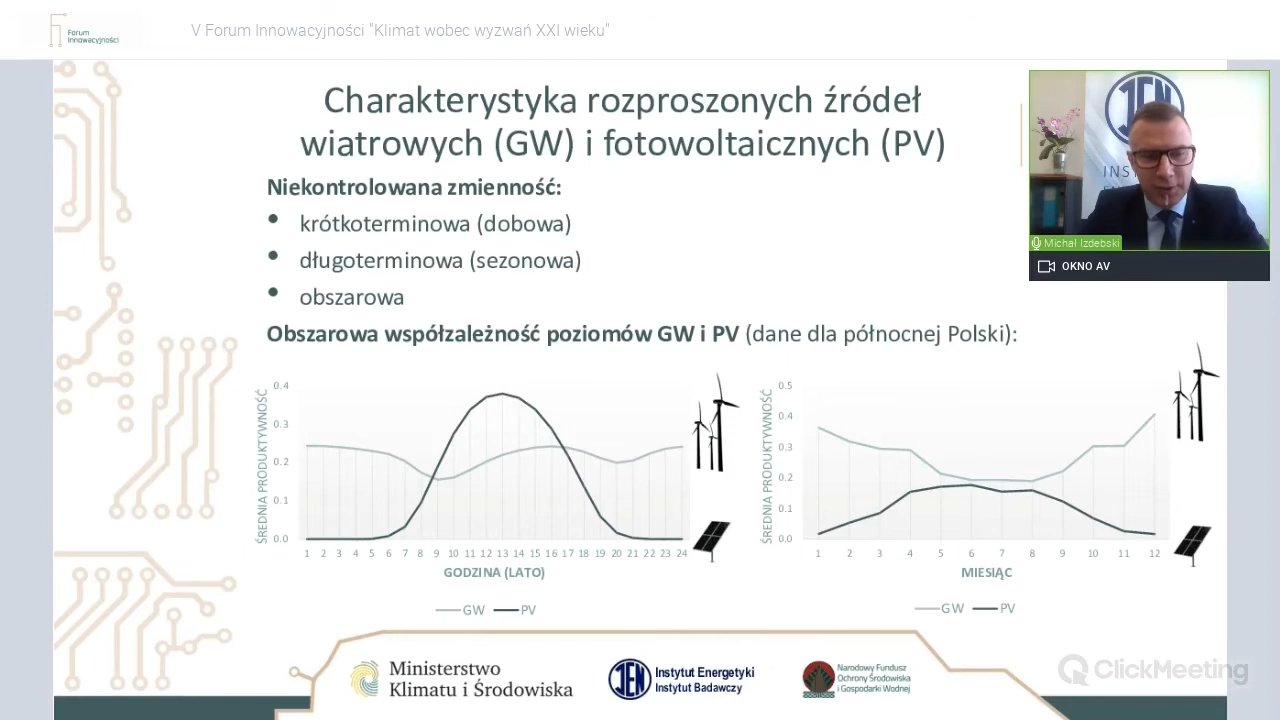 Forum
Innowacyjności
V Forum Innowacyjności "Klimat wobec wyzwań XXI wieku"
Charakterystyka rozproszonych źródeł
wiatrowych (GW) i fotowoltaicznych (PV)
Niekontrolowana zmienność:
• krótkoterminowa (dobowa)
• długoterminowa (sezonowa)
• obszarowa
Obszarowa współzależność poziomów GW i PV (dane dla północnej Polski):
JEN
INST
Michał Izdebski
OKNO AV
ŚREDNIA PRODUKTYWNOŚĆ
0.4
0.3
0.2
0.1
0.0
1 2 3 4 5 6 7 8 9 10 11 12 13 14 15 16 17 18 19 20 21 22 23 24
GODZINA (LATO)
GW PV
ŚREDNIA PRODUKTYWNOŚĆ
0.5
0.4
0.3
0.2
0.1
0.0
1 2 3 4 5 6 7 8 9 10 11 12
MIESIĄC
GW PV
Ministerstwo
Klimatu i Środowiska
JEN
Instytut Energetyki
Instytut Badawczy
Narodowy Fundusz
Ochrony Środowiska
i Gospodarki Wodnej
ClickMeeting